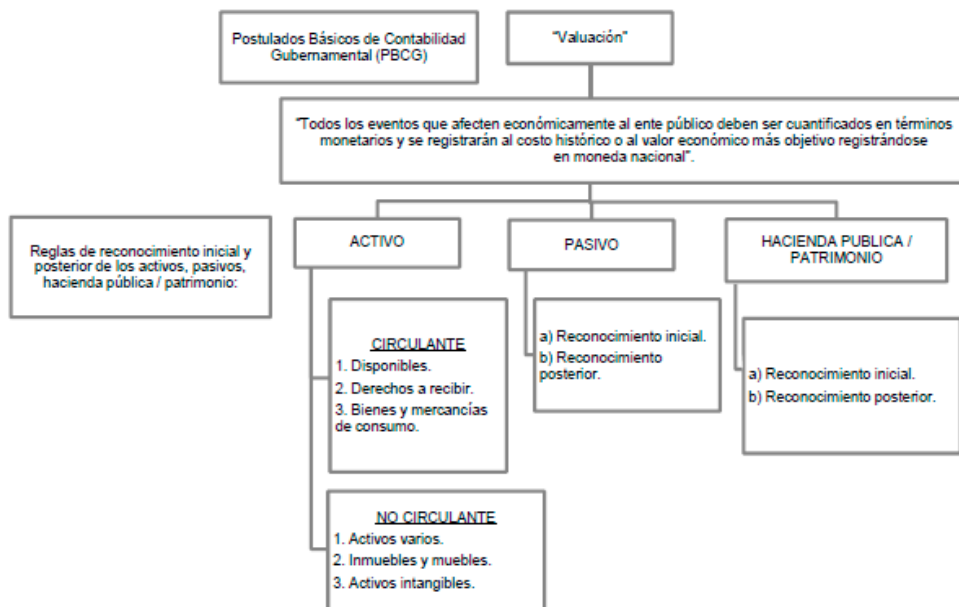 Postulados Básicos de Contabilidad
Gubernamental (PBCG)
"Valuación"
"Todos los eventos que afecten económicamente al ente público deben ser cuantificados en términos
monetarios y se registrarán al costo histórico o al valor económico más objetivo registrándose
en moneda nacional".
Reglas de reconocimiento inicial y
posterior de los activos, pasivos,
hacienda pública / patrimonio:
ACTIVO
PASIVO
HACIENDA PUBLICA /
PATRIMONIO
CIRCULANTE
1. Disponibles.
2. Derechos a recibir.
3. Bienes y mercancías
de consumo.
a) Reconocimiento inicial.
b) Reconocimiento
posterior.
a) Reconocimiento inicial.
b) Reconocimiento posterior.
NO CIRCULANTE
1. Activos varios.
2. Inmuebles y muebles.
3. Activos intangibles.